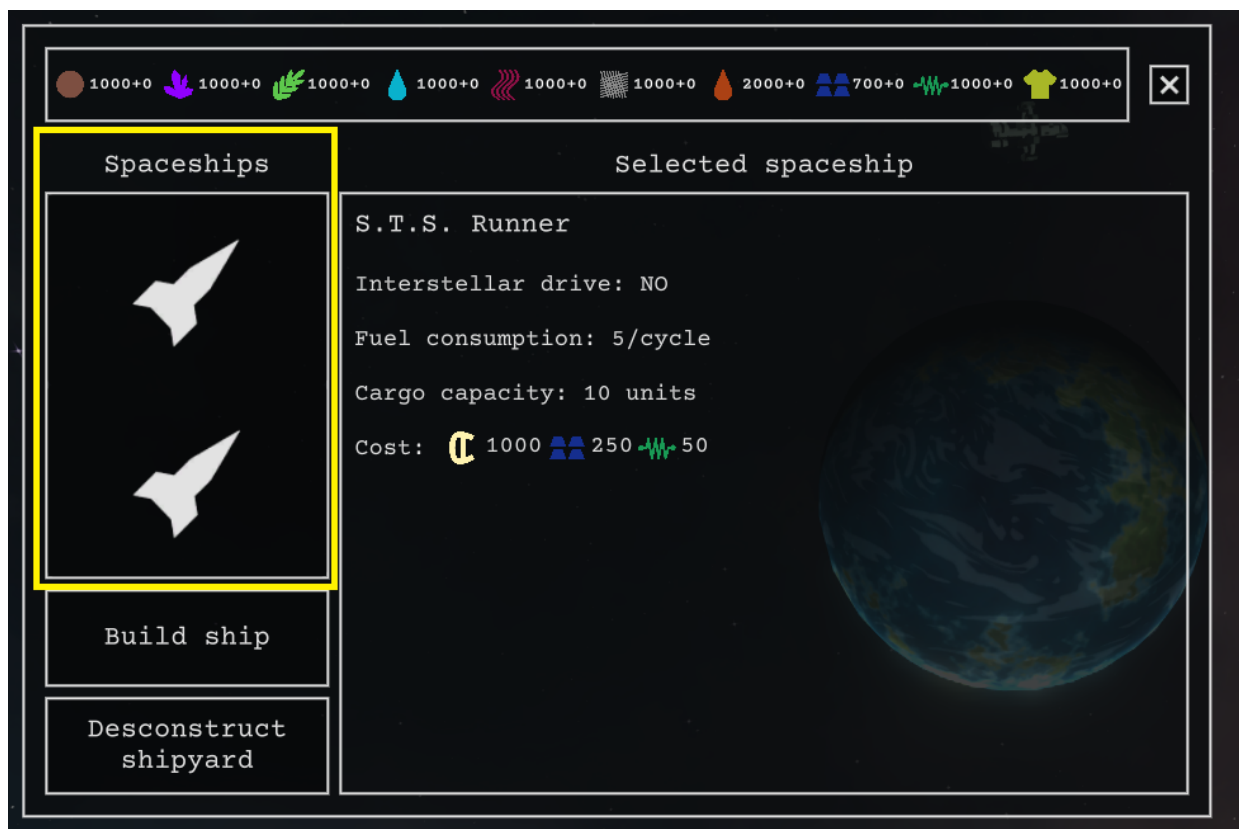 1000+0 1000+0 1000+0 1000+0 1000+0 1000+0 2000+0 700+0 1000+0 1000+0
Spaceships
Selected spaceship
S.T.S. Runner
Interstellar drive: NO
Fuel consumption: 5/cycle
Cargo capacity: 10 units
Cost: 1000 250 50
Build ship
Desconstruct
shipyard